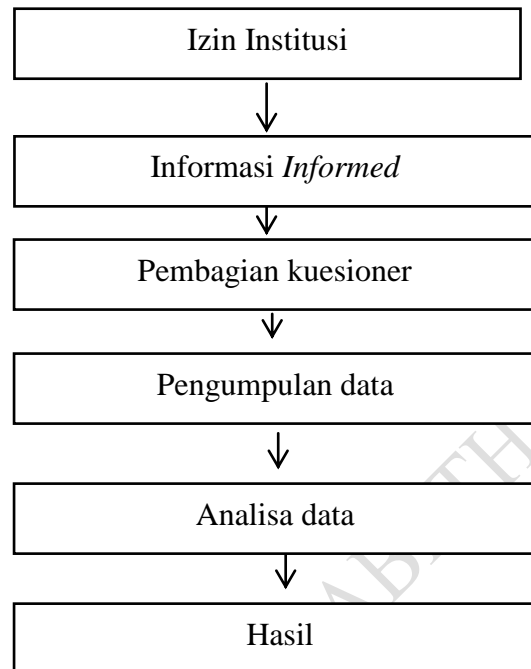 Izin Institusi
Informasi Informed
Pembagian kuesioner
Pengumpulan data
Analisa data
Hasil